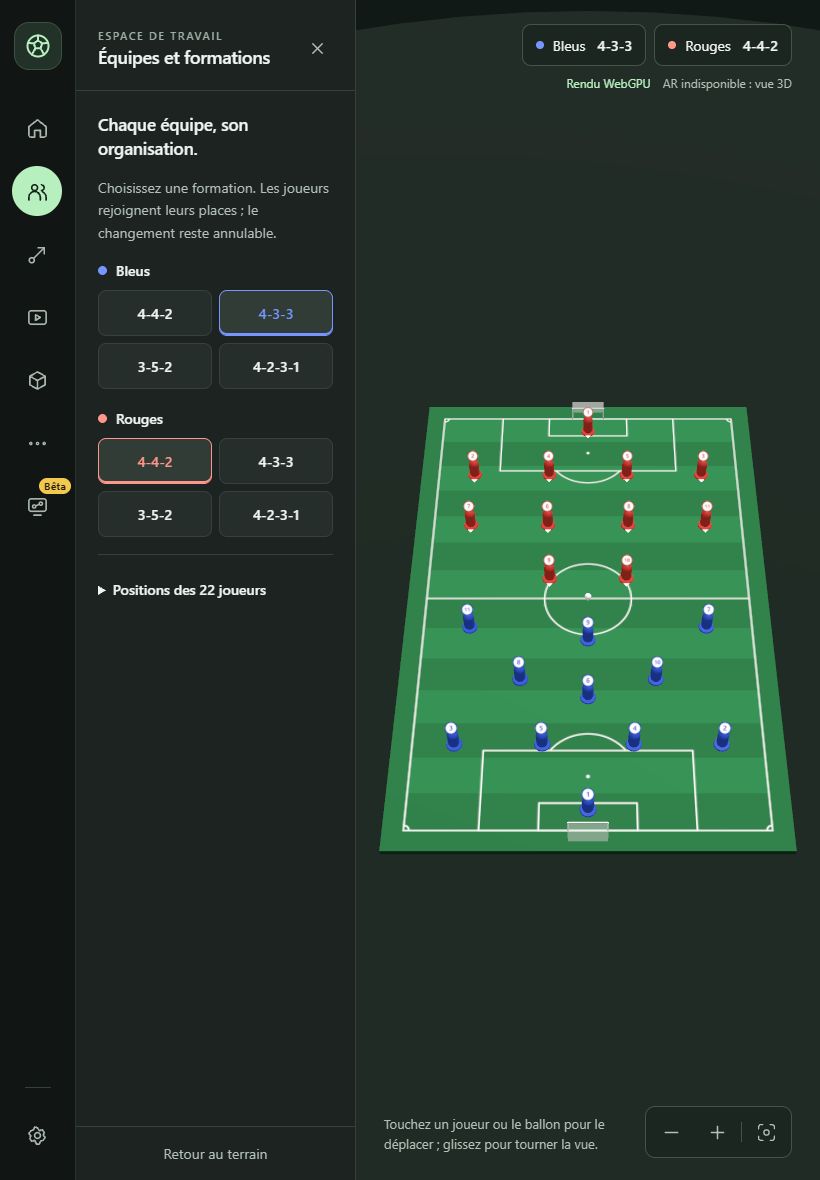 ESPACE DE TRAVAIL
Équipes et formations
Bleus 4-3-3
Rouges 4-4-2
Rendu WebGPU AR indisponible : vue 3D
Chaque équipe, son
organisation.
Choisissez une formation. Les joueurs
rejoignent leurs places ; le
changement reste annulable.
Bleus
4-4-2
4-3-3
3-5-2
4-2-3-1
Rouges
4-4-2
4-3-3
3-5-2
4-2-3-1
Positions des 22 joueurs
Bêta
Retour au terrain
Touchez un joueur ou le ballon pour le
déplacer ; glissez pour tourner la vue.